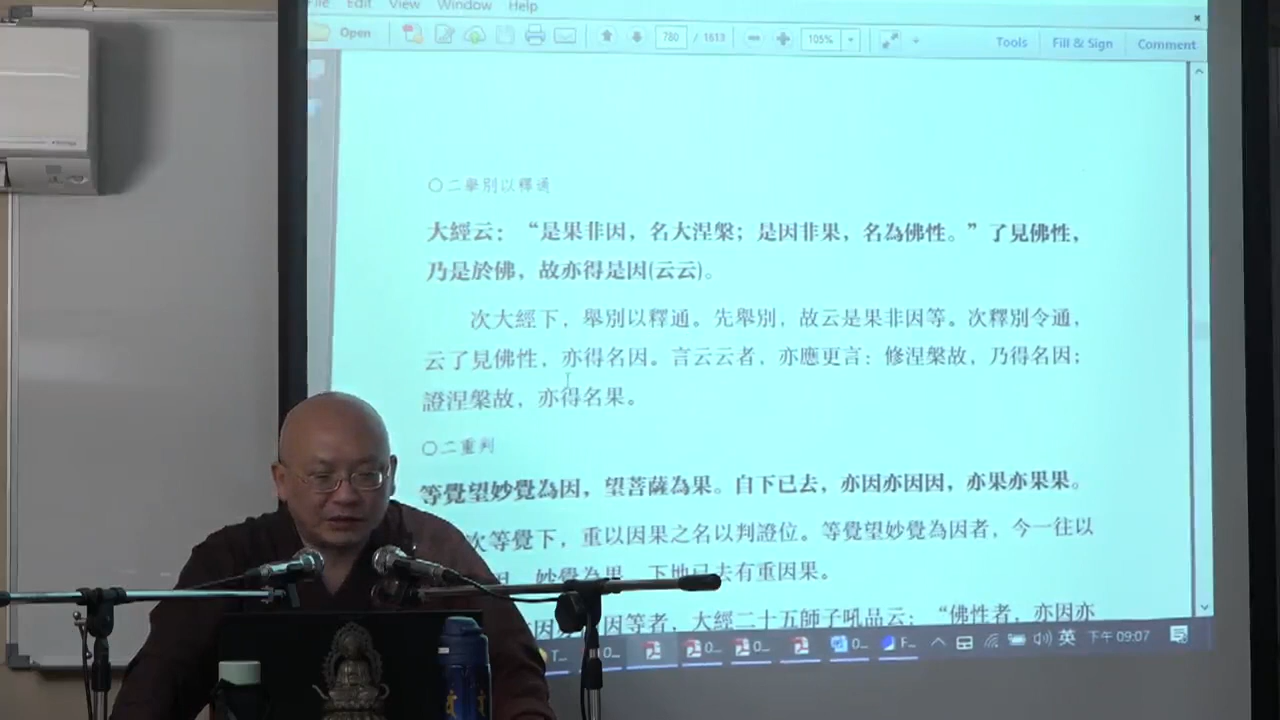 File Edit View Window Help
Open 780 / 1613 105% Tools Fill & Sign Comment
〇二舉別以釋通
大經云：“是果非因，名大涅槃；是因非果，名為佛性。”了見佛性，
乃是於佛，故亦得是因(云云)。
次大經下，舉別以釋通。先舉別，故云是果非因等。次釋別令通，
云了見佛性，亦得名因。言云云者，亦應更言：修涅槃故，乃得名因；
證涅槃故，亦得名果。
〇二重判
等覺望妙覺為因，望菩薩為果。自下已去，亦因亦因因，亦果亦果果。
次等覺下，重以因果之名以判證位。等覺望妙覺為因者，今一往以
妙覺為果，下地已去有重因果。
因等者，大經二十五師子吼品云：“佛性者，亦因亦
T... 0... 0... 0... 0... F... 英 下午 09:07